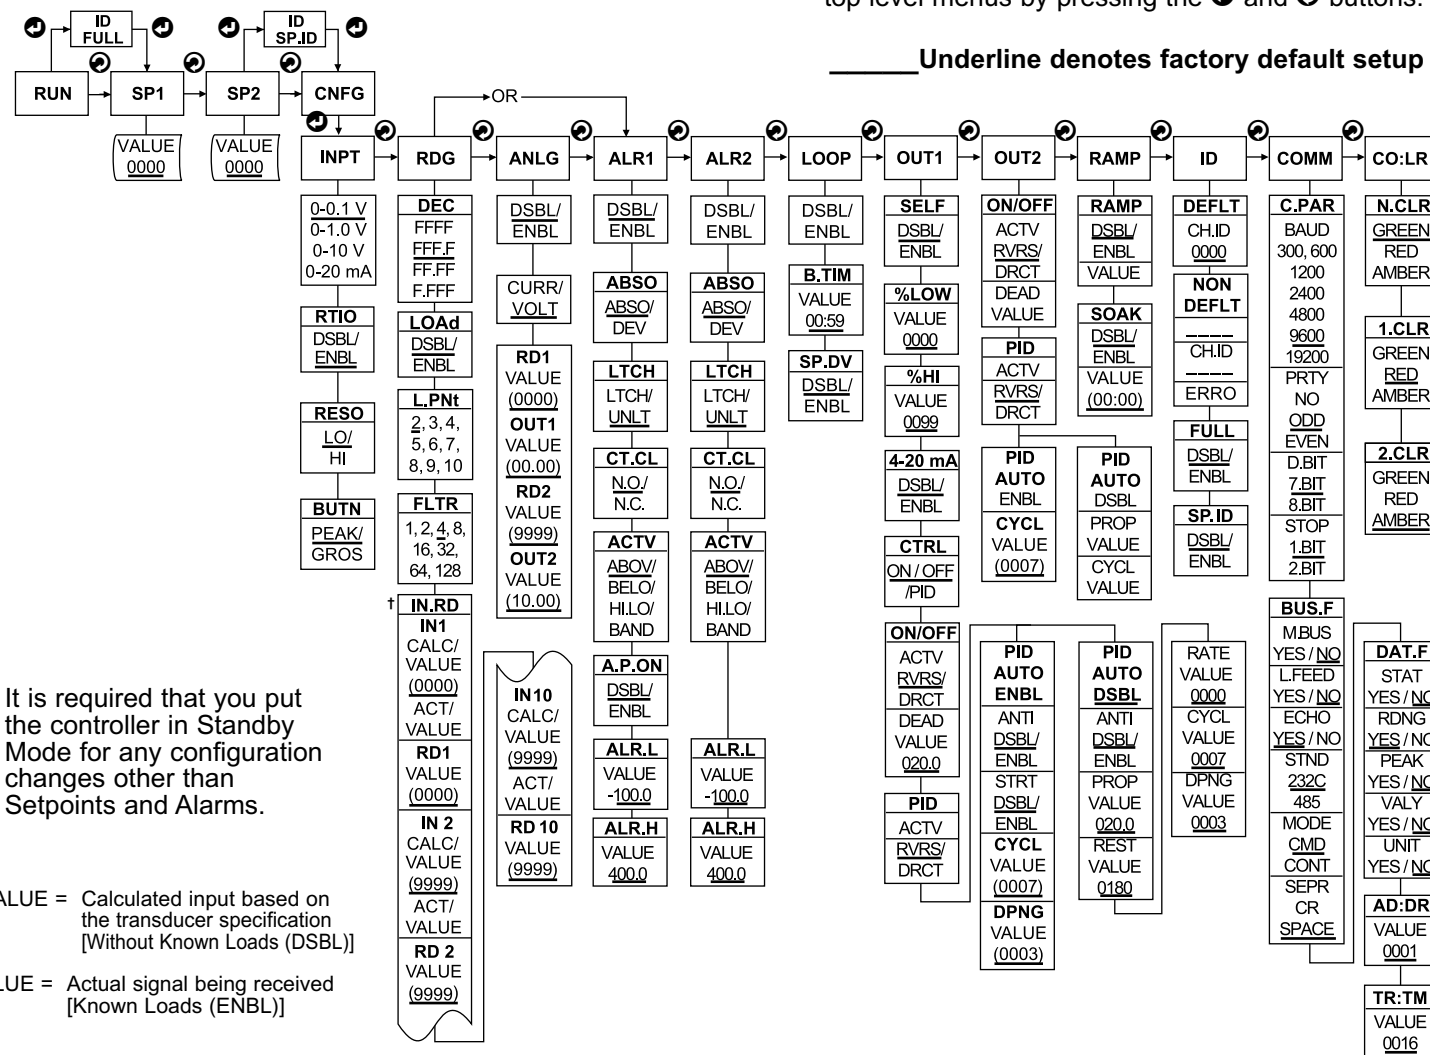 top level menus by pressing the and buttons.
Underline denotes factory default setup
ID
FULL
ID
SP.ID
RUN
SP1
SP2
CNFG
VALUE
0000
VALUE
0000
OR
INPT
RDG
ANLG
ALR1
ALR2
LOOP
OUT1
OUT2
RAMP
ID
COMM
CO:LR
0-0.1 V
0-1.0 V
0-10 V
0-20 mA
RTIO
DSBL/
ENBL
RESO
LO/
HI
BUTN
PEAK/
GROS
DEC
FFFF
FFF.F
FF.FF
F.FFF
LOAd
DSBL/
ENBL
L.PNt
2, 3, 4,
5, 6, 7,
8, 9, 10
FLTR
1, 2, 4, 8,
16, 32,
64, 128
† IN.RD
IN1
CALC/
VALUE
(0000)
ACT/
VALUE
RD1
VALUE
(0000)
IN 2
CALC/
VALUE
(9999)
ACT/
VALUE
RD 2
VALUE
(9999)
DSBL/
ENBL
CURR/
VOLT
RD1
VALUE
(0000)
OUT1
VALUE
(00.00)
RD2
VALUE
(9999)
OUT2
VALUE
(10.00)
IN10
CALC/
VALUE
(9999)
ACT/
VALUE
RD 10
VALUE
(9999)
DSBL/
ENBL
ABSO
ABSO/
DEV
LTCH
LTCH/
UNLT
CT.CL
N.O./
N.C.
ACTV
ABOV/
BELO/
HI.LO/
BAND
A.P.ON
DSBL/
ENBL
ALR.L
VALUE
-100.0
ALR.H
VALUE
400.0
DSBL/
ENBL
ABSO
ABSO/
DEV
LTCH
LTCH/
UNLT
CT.CL
N.O./
N.C.
ACTV
ABOV/
BELO/
HI.LO/
BAND
ALR.L
VALUE
-100.0
ALR.H
VALUE
400.0
DSBL/
ENBL
B.TIM
VALUE
00:59
SP.DV
DSBL/
ENBL
SELF
DSBL/
ENBL
%LOW
VALUE
0000
%HI
VALUE
0099
4-20 mA
DSBL/
ENBL
CTRL
ON / OFF
/PID
ON/OFF
ACTV
RVRS/
DRCT
DEAD
VALUE
020.0
PID
ACTV
RVRS/
DRCT
ON/OFF
ACTV
RVRS/
DRCT
DEAD
VALUE
PID
ACTV
RVRS/
DRCT
PID
AUTO
ENBL
CYCL
VALUE
(0007)
PID
AUTO
DSBL
PROP
VALUE
CYCL
VALUE
PID
AUTO
ENBL
ANTI
DSBL/
ENBL
STRT
DSBL/
ENBL
CYCL
VALUE
(0007)
DPNG
VALUE
(0003)
PID
AUTO
DSBL
ANTI
DSBL/
ENBL
PROP
VALUE
020.0
REST
VALUE
0180
RATE
VALUE
0000
CYCL
VALUE
0007
DPNG
VALUE
0003
RAMP
DSBL/
ENBL
VALUE
SOAK
DSBL/
ENBL
VALUE
(00:00)
DEFLT
CH.ID
0000
NON
DEFLT
_ _ _ _
CH.ID
_ _ _ _
ERRO
FULL
DSBL/
ENBL
SP.ID
DSBL/
ENBL
C.PAR
BAUD
300, 600
1200
2400
4800
9600
19200
PRTY
NO
ODD
EVEN
D.BIT
7.BIT
8.BIT
STOP
1.BIT
2.BIT
BUS.F
M.BUS
YES / NO
L.FEED
YES / NO
ECHO
YES / NO
STND
232C
485
MODE
CMD
CONT
SEPR
CR
SPACE
N.CLR
GREEN
RED
AMBER
1.CLR
GREEN
RED
AMBER
2.CLR
GREEN
RED
AMBER
DAT.F
STAT
YES / NO
RDNG
YES / NO
PEAK
YES / NO
VALY
YES / NO
UNIT
YES / NO
AD:DR
VALUE
0001
TR:TM
VALUE
0016
It is required that you put
the controller in Standby
Mode for any configuration
changes other than
Setpoints and Alarms.
ALUE = Calculated input based on
the transducer specification
[Without Known Loads (DSBL)]
LUE = Actual signal being received
[Known Loads (ENBL)]